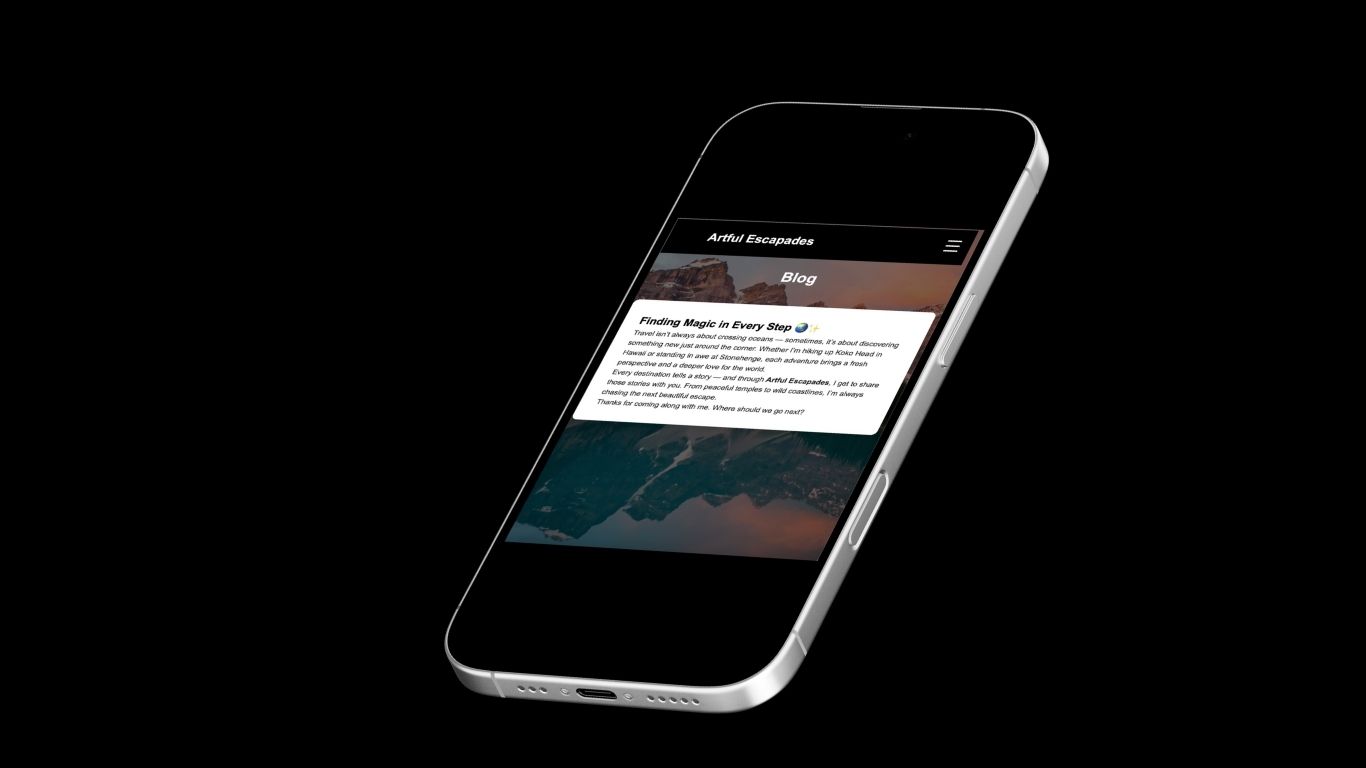 Artful Escapades
Blog
Finding Magic in Every Step 🌏✨
Travel isn't always about crossing oceans — sometimes, it's about discovering
something new just around the corner. Whether I'm hiking up Koko Head in
Hawaii or standing in awe at Stonehenge, each adventure brings a fresh
perspective and a deeper love for the world.
Every destination tells a story — and through Artful Escapades, I get to share
those stories with you. From peaceful temples to wild coastlines, I'm always
chasing the next beautiful escape.
Thanks for coming along with me. Where should we go next?